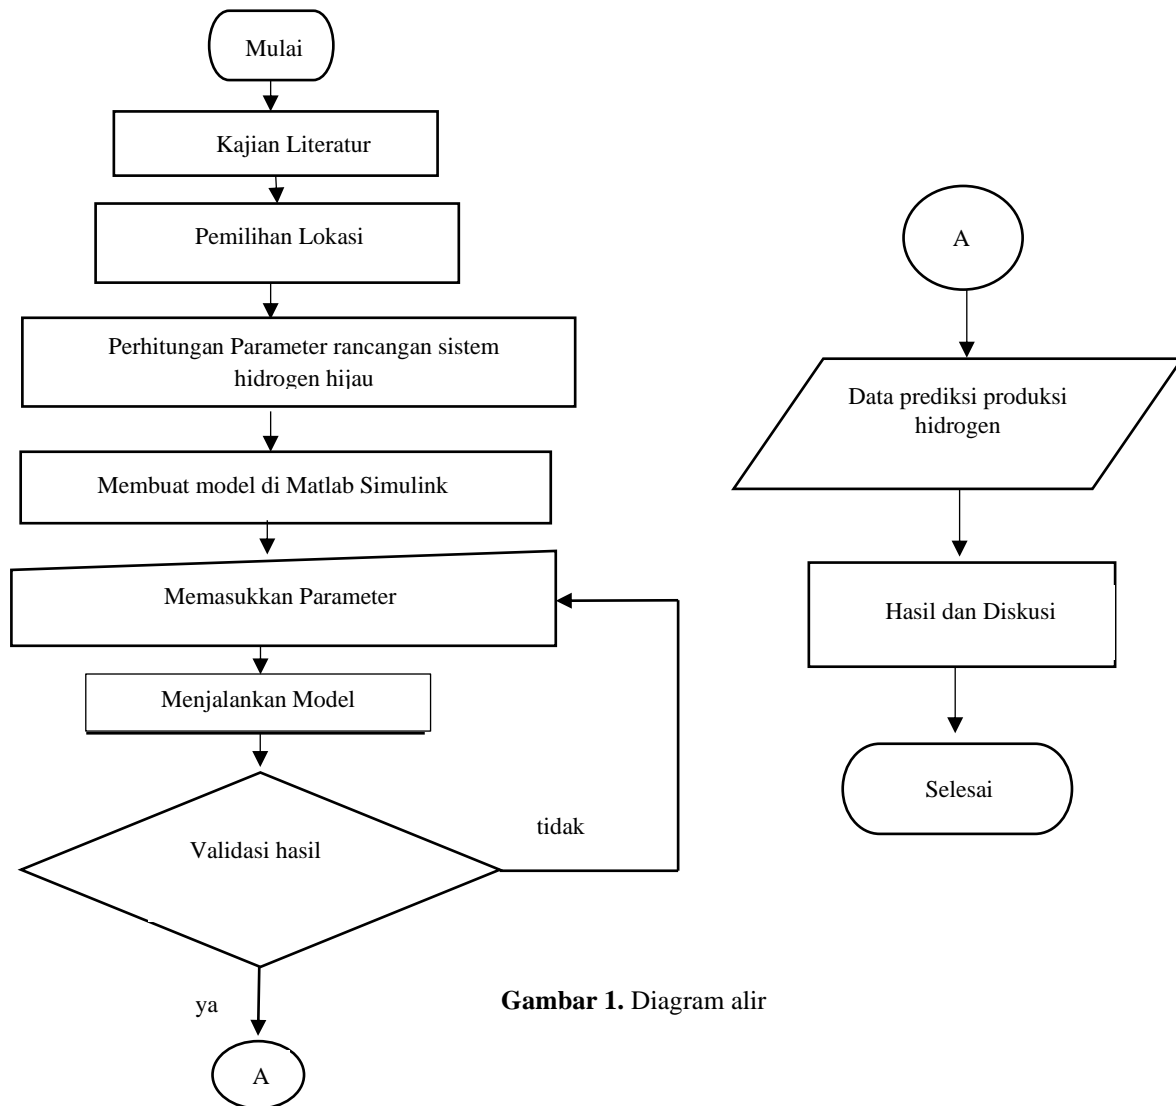 Mulai
Kajian Literatur
Pemilihan Lokasi
Perhitungan Parameter rancangan sistem
hidrogen hijau
Membuat model di Matlab Simulink
Memasukkan Parameter
Menjalankan Model
Validasi hasil
tidak
ya
A
A
Data prediksi produksi
hidrogen
Hasil dan Diskusi
Selesai
Gambar 1. Diagram alir